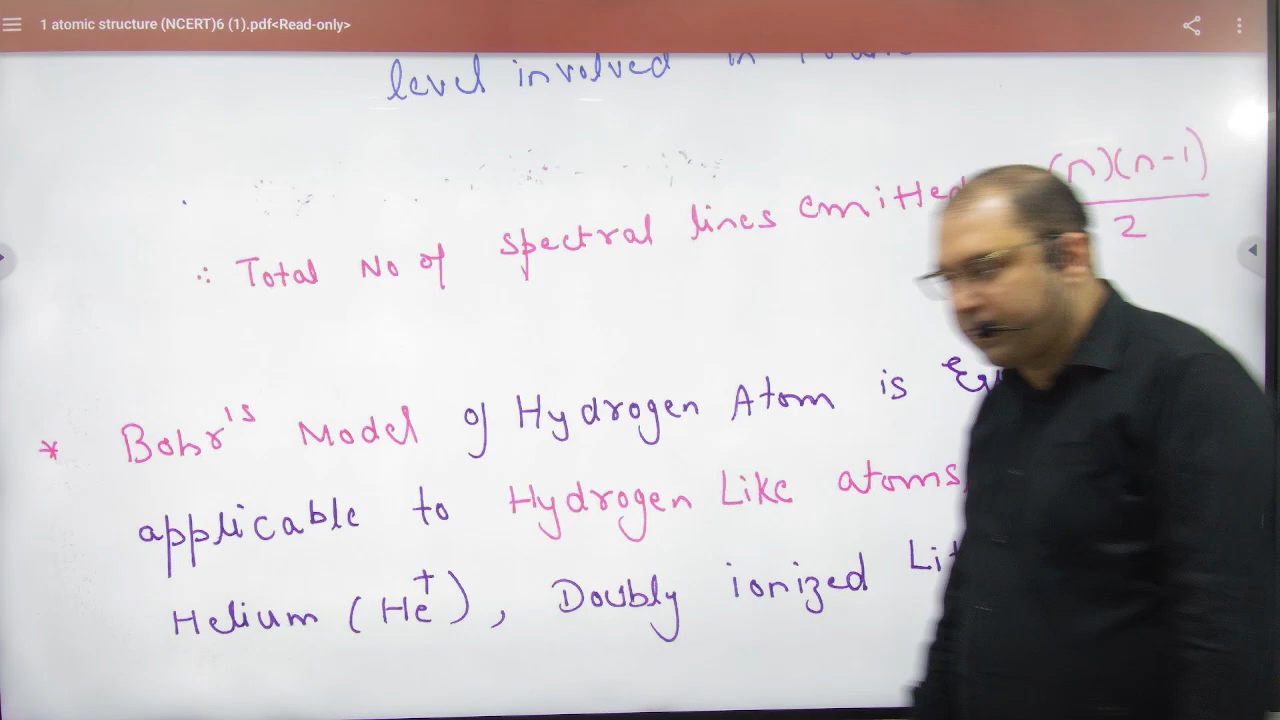 1 atomic structure (NCERT)6 (1).pdf<Read-only>
level involved in
∴ Total No of spectral lines emitted (n)(n-1)
2
* Bohr's Model of Hydrogen Atom is
applicable to Hydrogen Like atoms,
Helium (He⁺), Doubly ionized